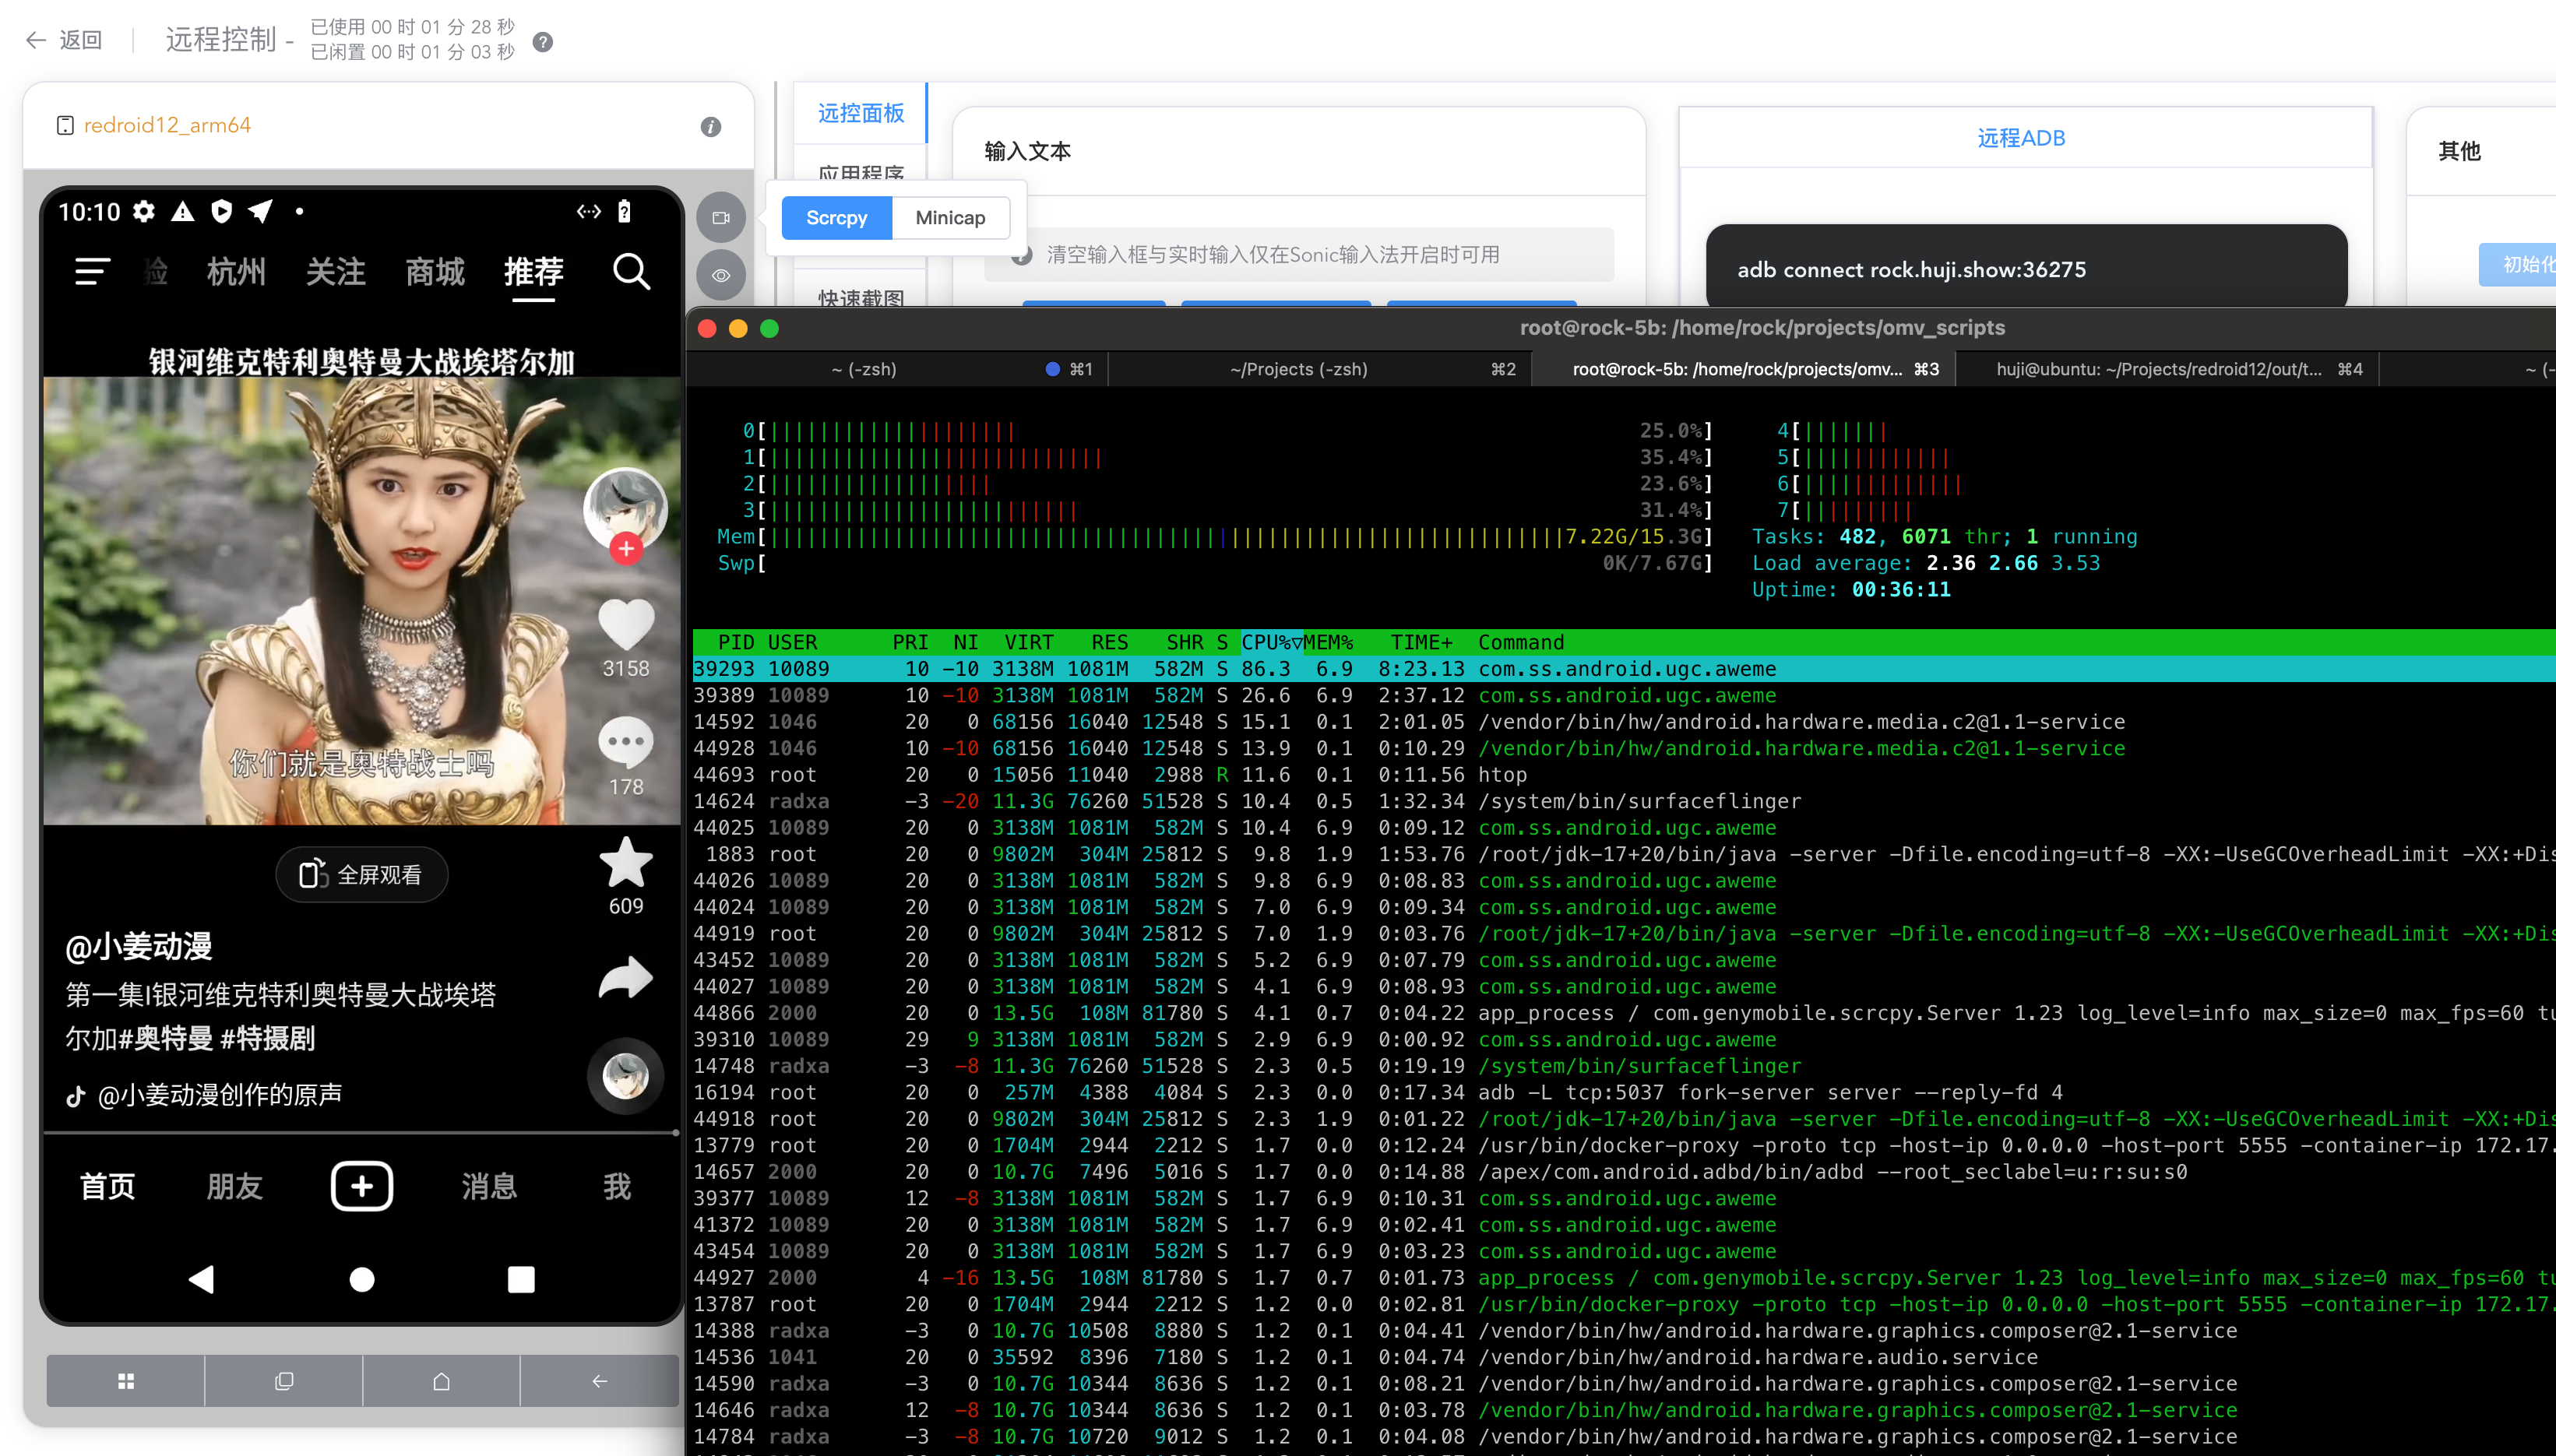 返回
远程控制 -
已使用 00 时 01 分 28 秒
已闲置 00 时 01 分 03 秒
redroid12_arm64
10:10
验 杭州 关注 商城 推荐
银河维克特利奥特曼大战埃塔尔加
你们就是奥特战士吗
3158
178
全屏观看
609
@小姜动漫
第一集|银河维克特利奥特曼大战埃塔
尔加#奥特曼 #特摄剧
@小姜动漫创作的原声
首页 朋友 消息 我
远控面板
应用程序
快速截图
Scrcpy Minicap
输入文本
清空输入框与实时输入仅在Sonic输入法开启时可用
远程ADB
adb connect rock.huji.show:36275
其他
初始化
root@rock-5b: /home/rock/projects/omv_scripts
~ (-zsh) ⌘1 ~/Projects (-zsh) ⌘2 root@rock-5b: /home/rock/projects/omv... ⌘3 huji@ubuntu: ~/Projects/redroid12/out/t... ⌘4 ~ (-
0[ 25.0%] 4[
1[ 35.4%] 5[
2[ 23.6%] 6[
3[ 31.4%] 7[
Mem[ 7.22G/15.3G] Tasks: 482, 6071 thr; 1 running
Swp[ 0K/7.67G] Load average: 2.36 2.66 3.53
Uptime: 00:36:11
PID USER PRI NI VIRT RES SHR S CPU%▽MEM% TIME+ Command
39293 10089 10 -10 3138M 1081M 582M S 86.3 6.9 8:23.13 com.ss.android.ugc.aweme
39389 10089 10 -10 3138M 1081M 582M S 26.6 6.9 2:37.12 com.ss.android.ugc.aweme
14592 1046 20 0 68156 16040 12548 S 15.1 0.1 2:01.05 /vendor/bin/hw/android.hardware.media.c2@1.1-service
44928 1046 10 -10 68156 16040 12548 S 13.9 0.1 0:10.29 /vendor/bin/hw/android.hardware.media.c2@1.1-service
44693 root 20 0 15056 11040 2988 R 11.6 0.1 0:11.56 htop
14624 radxa -3 -20 11.3G 76260 51528 S 10.4 0.5 1:32.34 /system/bin/surfaceflinger
44025 10089 20 0 3138M 1081M 582M S 10.4 6.9 0:09.12 com.ss.android.ugc.aweme
1883 root 20 0 9802M 304M 25812 S 9.8 1.9 1:53.76 /root/jdk-17+20/bin/java -server -Dfile.encoding=utf-8 -XX:-UseGCOverheadLimit -XX:+Dis
44026 10089 20 0 3138M 1081M 582M S 9.8 6.9 0:08.83 com.ss.android.ugc.aweme
44024 10089 20 0 3138M 1081M 582M S 7.0 6.9 0:09.34 com.ss.android.ugc.aweme
44919 root 20 0 9802M 304M 25812 S 7.0 1.9 0:03.76 /root/jdk-17+20/bin/java -server -Dfile.encoding=utf-8 -XX:-UseGCOverheadLimit -XX:+Dis
43452 10089 20 0 3138M 1081M 582M S 5.2 6.9 0:07.79 com.ss.android.ugc.aweme
44027 10089 20 0 3138M 1081M 582M S 4.1 6.9 0:08.93 com.ss.android.ugc.aweme
44866 2000 20 0 13.5G 108M 81780 S 4.1 0.7 0:04.22 app_process / com.genymobile.scrcpy.Server 1.23 log_level=info max_size=0 max_fps=60 tu
39310 10089 29 9 3138M 1081M 582M S 2.9 6.9 0:00.92 com.ss.android.ugc.aweme
14748 radxa -3 -8 11.3G 76260 51528 S 2.3 0.5 0:19.19 /system/bin/surfaceflinger
16194 root 20 0 257M 4388 4084 S 2.3 0.0 0:17.34 adb -L tcp:5037 fork-server server --reply-fd 4
44918 root 20 0 9802M 304M 25812 S 2.3 1.9 0:01.22 /root/jdk-17+20/bin/java -server -Dfile.encoding=utf-8 -XX:-UseGCOverheadLimit -XX:+Dis
13779 root 20 0 1704M 2944 2212 S 1.7 0.0 0:12.24 /usr/bin/docker-proxy -proto tcp -host-ip 0.0.0.0 -host-port 5555 -container-ip 172.17.
14657 2000 20 0 10.7G 7496 5016 S 1.7 0.0 0:14.88 /apex/com.android.adbd/bin/adbd --root_seclabel=u:r:su:s0
39377 10089 12 -8 3138M 1081M 582M S 1.7 6.9 0:10.31 com.ss.android.ugc.aweme
41372 10089 20 0 3138M 1081M 582M S 1.7 6.9 0:02.41 com.ss.android.ugc.aweme
43454 10089 20 0 3138M 1081M 582M S 1.7 6.9 0:03.23 com.ss.android.ugc.aweme
44927 2000 4 -16 13.5G 108M 81780 S 1.7 0.7 0:01.73 app_process / com.genymobile.scrcpy.Server 1.23 log_level=info max_size=0 max_fps=60 tu
13787 root 20 0 1704M 2944 2212 S 1.2 0.0 0:02.81 /usr/bin/docker-proxy -proto tcp -host-ip 0.0.0.0 -host-port 5555 -container-ip 172.17.
14388 radxa -3 0 10.7G 10508 8880 S 1.2 0.1 0:04.41 /vendor/bin/hw/android.hardware.graphics.composer@2.1-service
14536 1041 20 0 35592 8396 7180 S 1.2 0.1 0:04.74 /vendor/bin/hw/android.hardware.audio.service
14590 radxa -3 0 10.7G 10344 8636 S 1.2 0.1 0:08.21 /vendor/bin/hw/android.hardware.graphics.composer@2.1-service
14646 radxa 12 -8 10.7G 10344 8636 S 1.2 0.1 0:03.78 /vendor/bin/hw/android.hardware.graphics.composer@2.1-service
14784 radxa -3 -8 10.7G 10720 9012 S 1.2 0.1 0:04.08 /vendor/bin/hw/android.hardware.graphics.composer@2.1-service